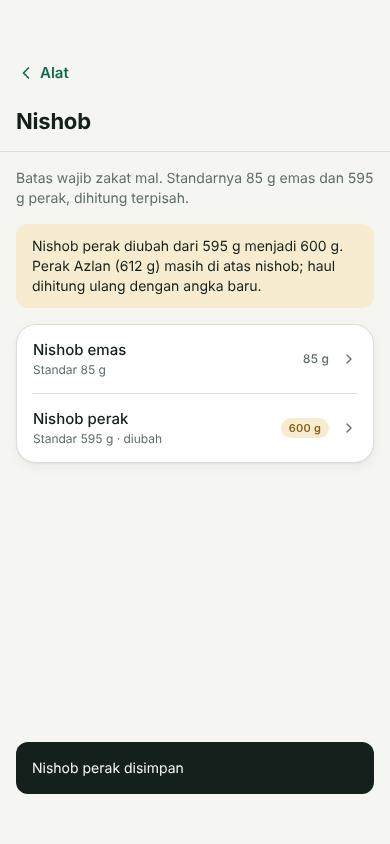 Alat
Nishob
Batas wajib zakat mal. Standarnya 85 g emas dan 595
g perak, dihitung terpisah.
Nishob perak diubah dari 595 g menjadi 600 g.
Perak Azlan (612 g) masih di atas nishob; haul
dihitung ulang dengan angka baru.
Nishob emas
Standar 85 g
85 g
Nishob perak
Standar 595 g · diubah
600 g
Nishob perak disimpan